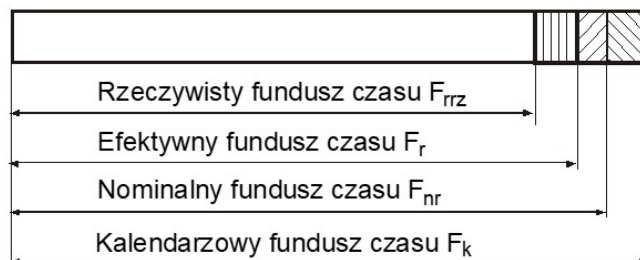 Rzeczywisty fundusz czasu Frrz
Efektywny fundusz czasu Fr
Nominalny fundusz czasu Fnr
Kalendarzowy fundusz czasu Fk